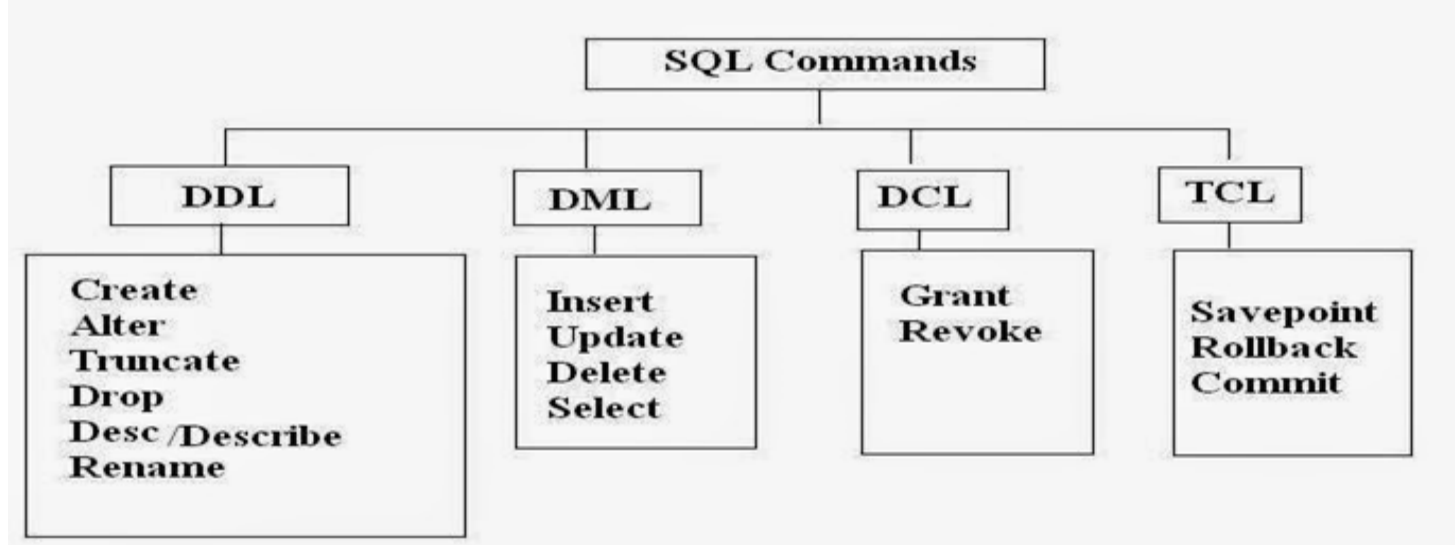 SQL Commands
DDL
DML
DCL
TCL
Create
Alter
Truncate
Drop
Desc /Describe
Rename
Insert
Update
Delete
Select
Grant
Revoke
Savepoint
Rollback
Commit